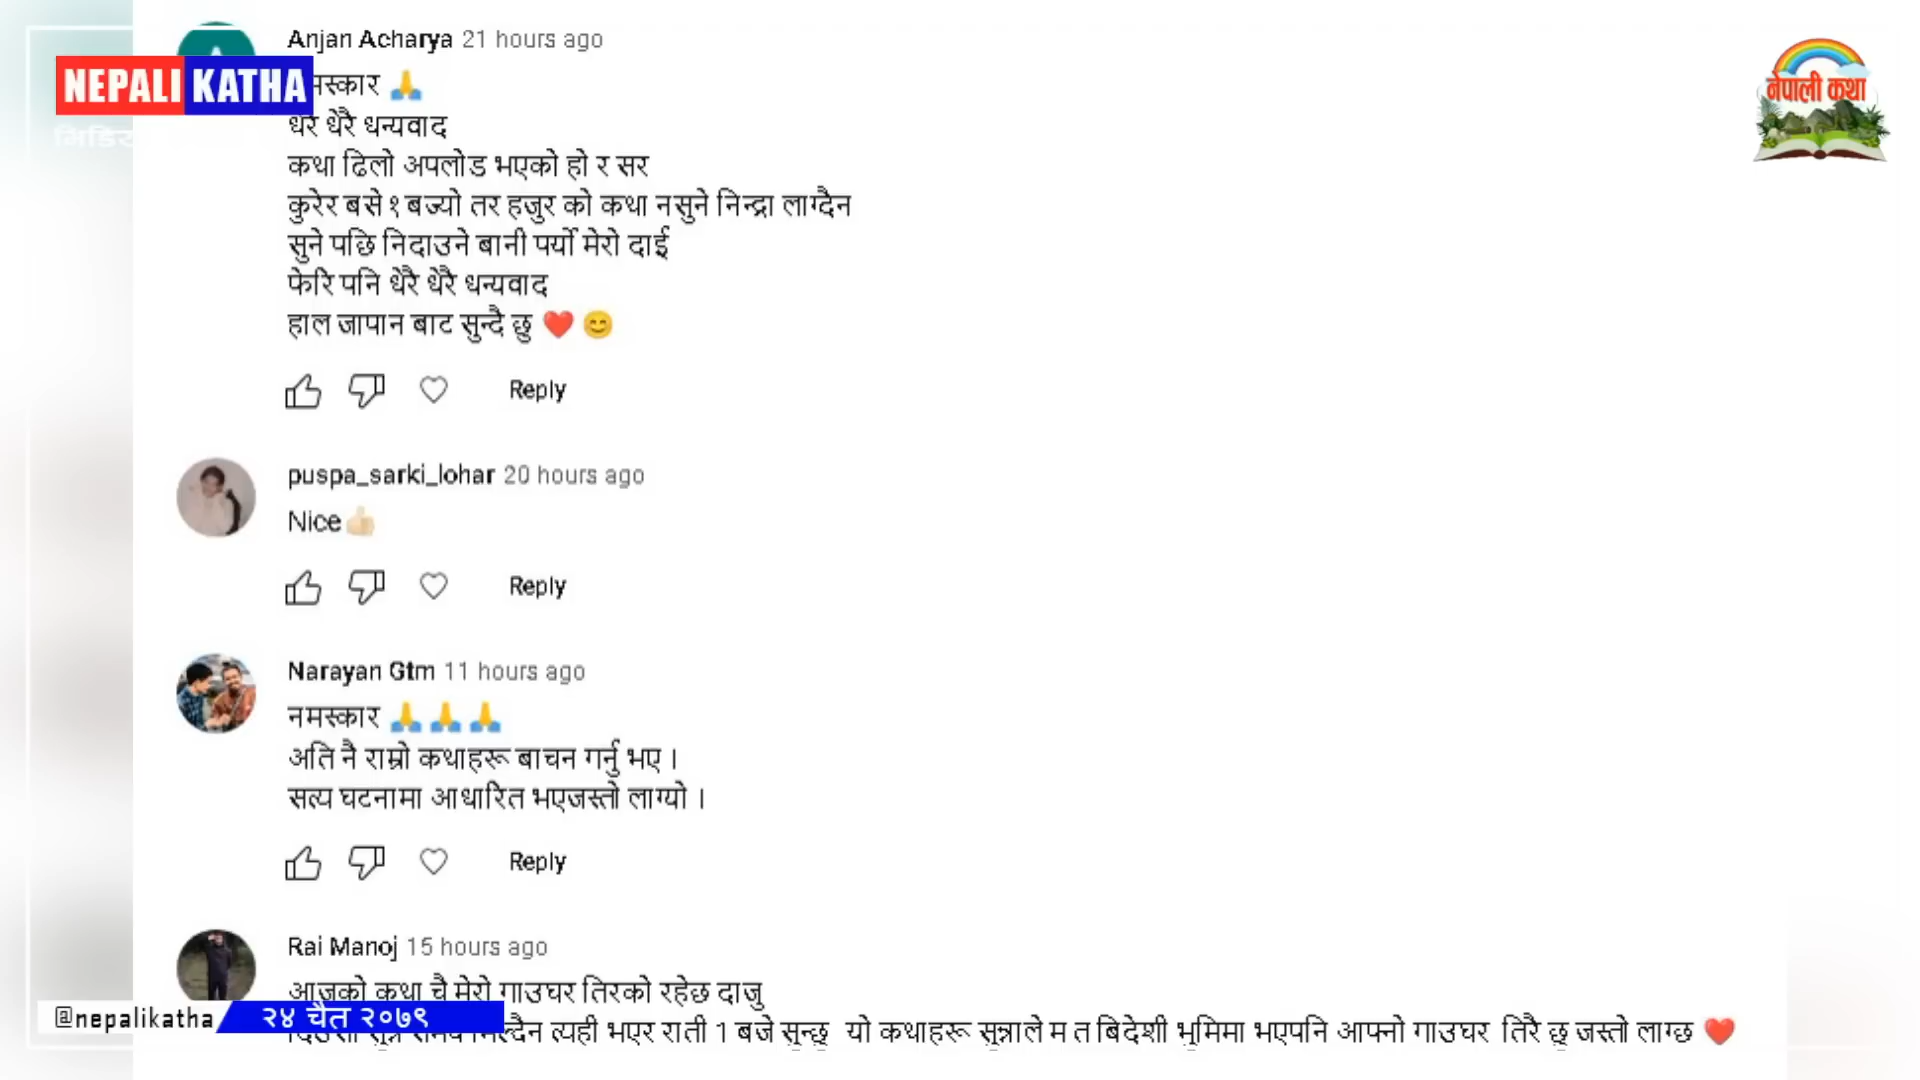 Anjan Acharya 21 hours ago
NEPALI KATHA
नेपाली कथा
मस्कार 🙏
धेरै धेरै धन्यवाद
कथा ढिलो अपलोड भएको हो र सर
कुरेर बसे १ बज्यो तर हजुर को कथा नसुने निन्द्रा लाग्दैन
सुने पछि निदाउने बानी पर्यो मेरो दाई
फेरि पनि धेरै धेरै धन्यवाद
हाल जापान बाट सुन्दै छु ❤️ 😊
Reply
puspa_sarki_lohar 20 hours ago
Nice👍🏻
Reply
Narayan Gtm 11 hours ago
नमस्कार 🙏 🙏 🙏
अति नै राम्रो कथाहरू बाचन गर्नु भए ।
सत्य घटनामा आधारित भएजस्तो लाग्यो ।
Reply
Rai Manoj 15 hours ago
आजको कथा चै मेरो गाउघर तिरको रहेछ दाजु
@nepalikatha २४ चैत २०७९
त्यही भएर राती 1 बजे सुन्छु यो कथाहरू सुन्नाले म त बिदेशी भुमिमा भएपनि आफ्नो गाउघर तिरै छु जस्तो लाग्छ ❤️